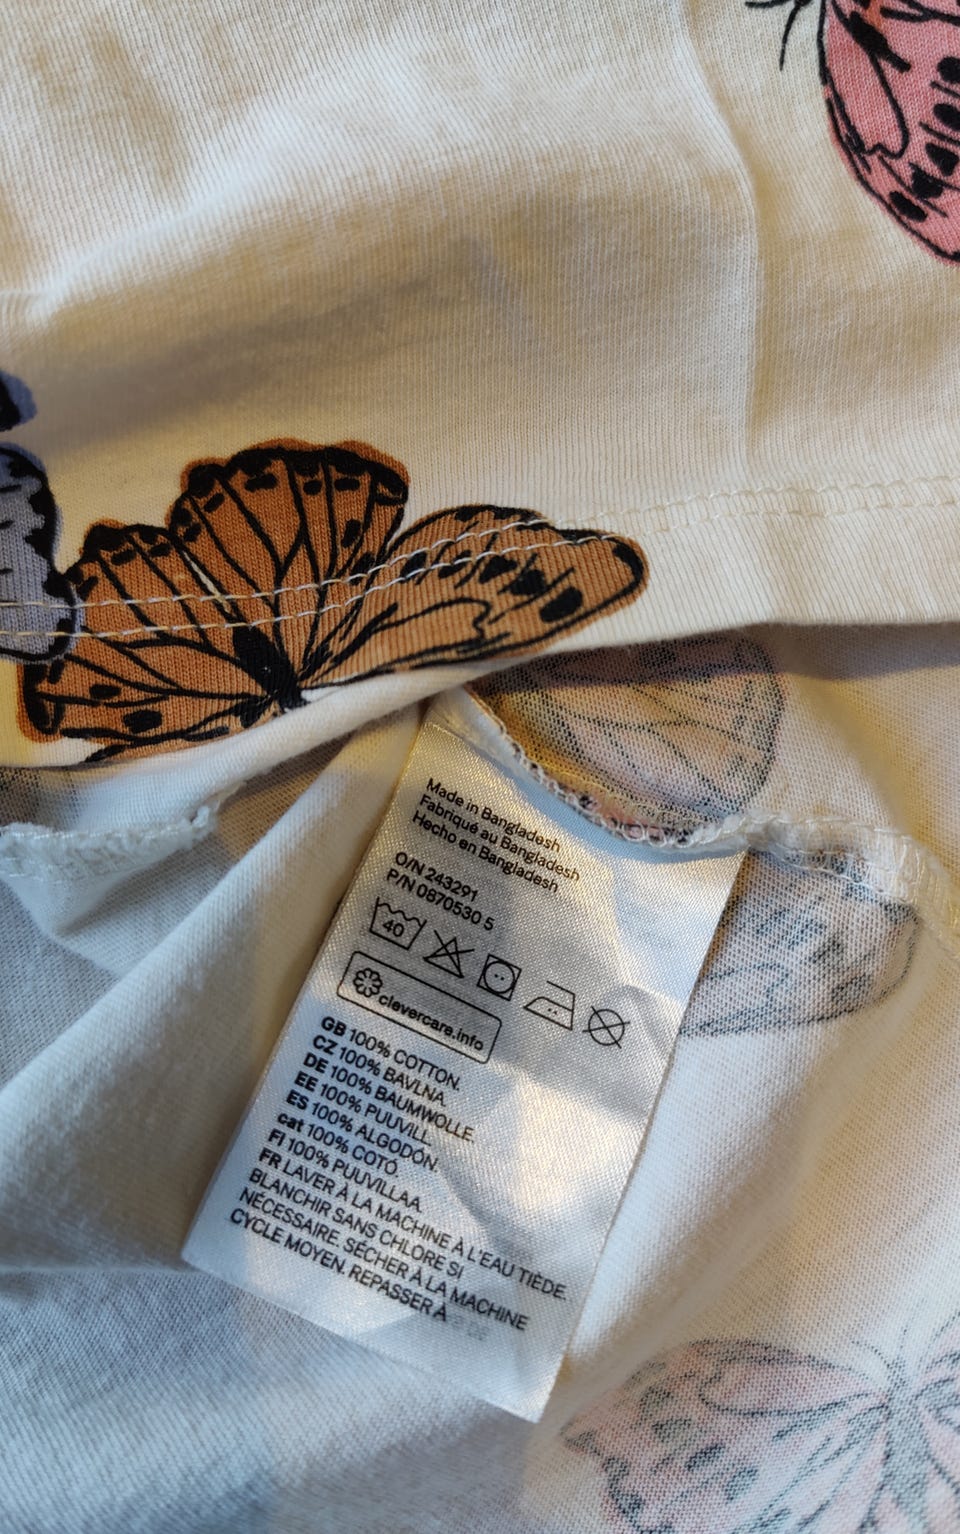 Made in Bangladesh
Fabriqué au Bangladesh
Hecho en Bangladesh
O/N 243291
P/N 0870530 5
40
clevercare.info
GB 100% COTTON.
CZ 100% BAVLNA.
DE 100% BAUMWOLLE.
EE 100% PUUVILL.
ES 100% ALGODÓN.
cat 100% COTÓ.
FI 100% PUUVILLAA.
FR LAVER À LA MACHINE À L'EAU TIÈDE.
BLANCHIR SANS CHLORE SI
NÉCESSAIRE. SÉCHER À LA MACHINE
CYCLE MOYEN. REPASSER À